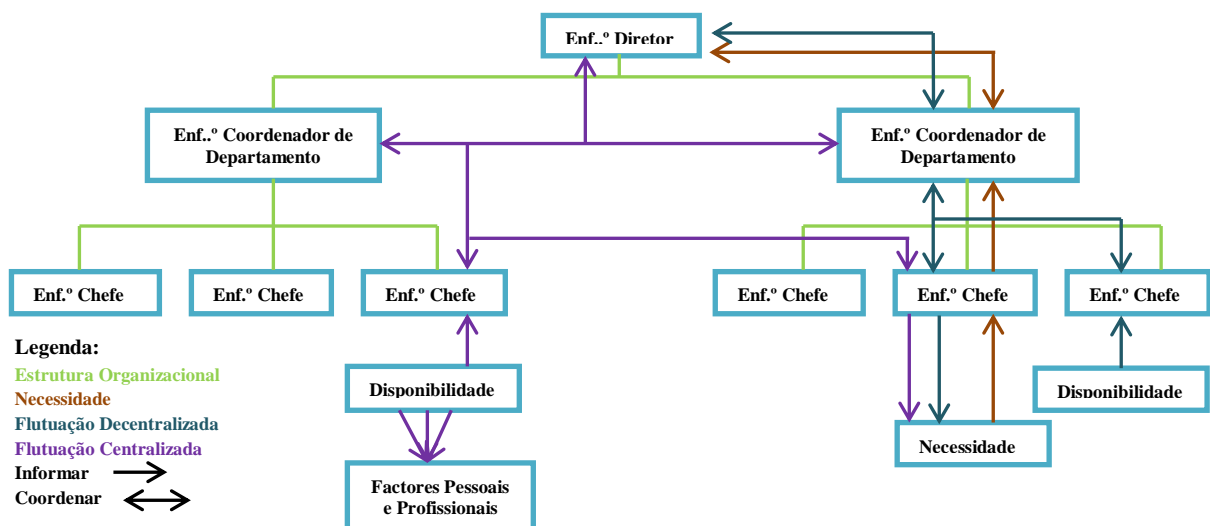 Enf..º Diretor
Enf..º Coordenador de
Departamento
Enf.º Coordenador de
Departamento
Enf.º Chefe
Enf.º Chefe
Enf.º Chefe
Enf.º Chefe
Enf.º Chefe
Enf.º Chefe
Legenda:
Estrutura Organizacional
Necessidade
Flutuação Decentralizada
Flutuação Centralizada
Informar
Coordenar
Disponibilidade
Factores Pessoais
e Profissionais
Necessidade
Disponibilidade